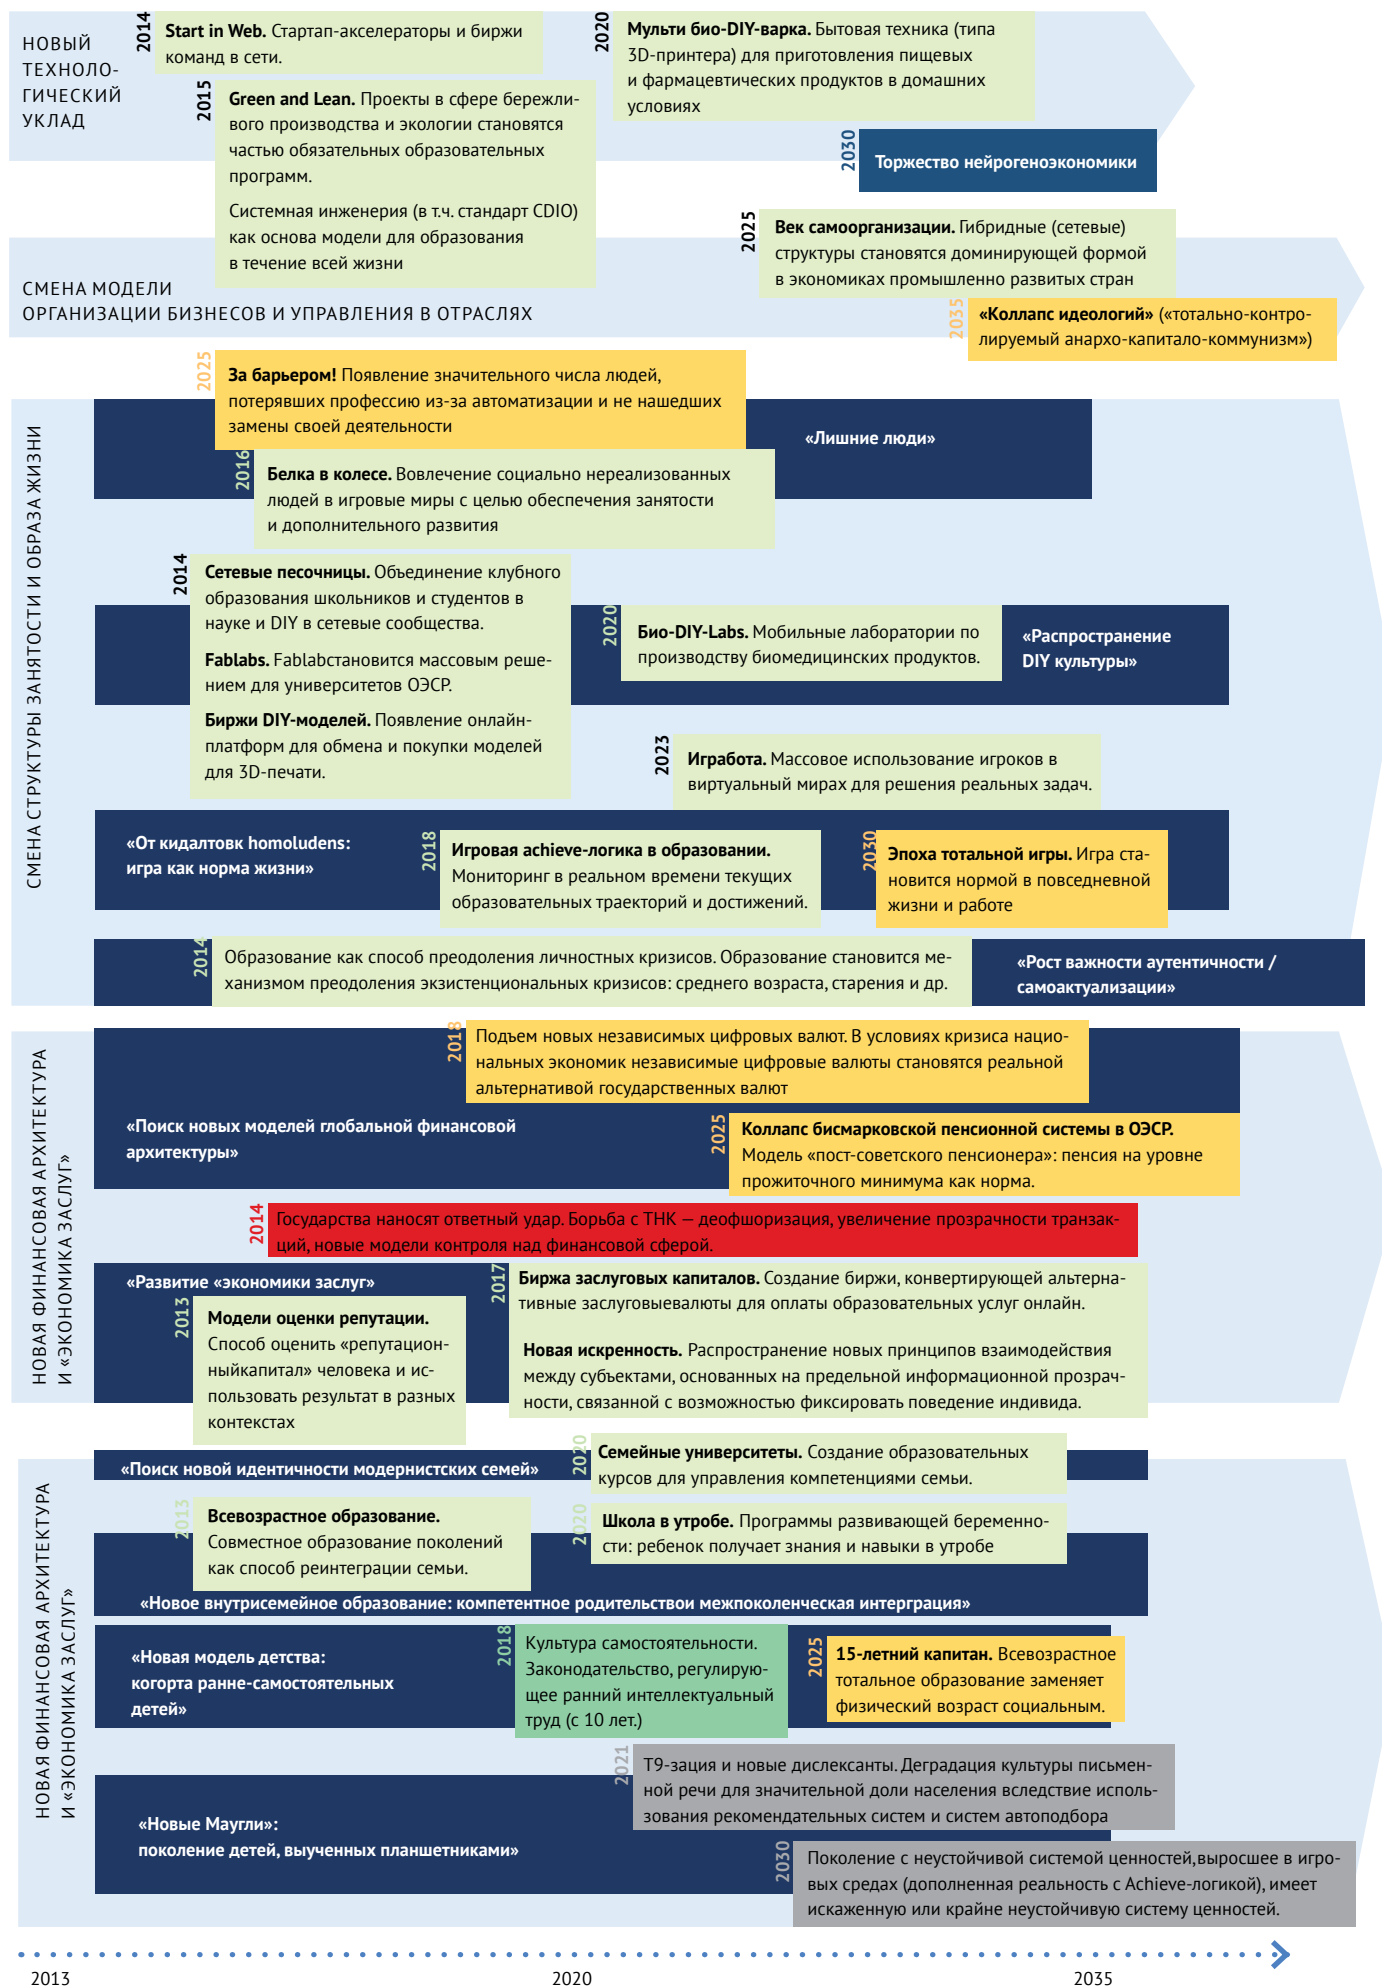 НОВЫЙ
ТЕХНОЛО-
ГИЧЕСКИЙ
УКЛАД
2014
Start in Web. Стартап-акселераторы и биржи
команд в сети.
2015
Green and Lean. Проекты в сфере бережли-
вого производства и экологии становятся
частью обязательных образовательных
программ.
Системная инженерия (в т.ч. стандарт CDIO)
как основа модели для образования
в течение всей жизни
2020
Мульти био-DIY-варка. Бытовая техника (типа
3D-принтера) для приготовления пищевых
и фармацевтических продуктов в домашних
условиях
2030
Торжество нейрогеноэкономики
СМЕНА МОДЕЛИ
ОРГАНИЗАЦИИ БИЗНЕСОВ И УПРАВЛЕНИЯ В ОТРАСЛЯХ
2025
Век самоорганизации. Гибридные (сетевые)
структуры становятся доминирующей формой
в экономиках промышленно развитых стран
2035
«Коллапс идеологий» («тотально-контро-
лируемый анархо-капитало-коммунизм»)
СМЕНА СТРУКТУРЫ ЗАНЯТОСТИ И ОБРАЗА ЖИЗНИ
2025
За барьером! Появление значительного числа людей,
потерявших профессию из-за автоматизации и не нашедших
замены своей деятельности
«Лишние люди»
2016
Белка в колесе. Вовлечение социально нереализованных
людей в игровые миры с целью обеспечения занятости
и дополнительного развития
2014
Сетевые песочницы. Объединение клубного
образования школьников и студентов в
науке и DIY в сетевые сообщества.
Fablabs. Fablabстановится массовым реше-
нием для университетов ОЭСР.
Биржи DIY-моделей. Появление онлайн-
платформ для обмена и покупки моделей
для 3D-печати.
2020
Био-DIY-Labs. Мобильные лаборатории по
производству биомедицинских продуктов.
«Распространение
DIY культуры»
2023
Игработа. Массовое использование игроков в
виртуальный мирах для решения реальных задач.
«От кидалтовк homoludens:
игра как норма жизни»
2018
Игровая achieve-логика в образовании.
Мониторинг в реальном времени текущих
образовательных траекторий и достижений.
2030
Эпоха тотальной игры. Игра ста-
новится нормой в повседневной
жизни и работе
2014
Образование как способ преодоления личностных кризисов. Образование становится ме-
ханизмом преодоления экзистенциональных кризисов: среднего возраста, старения и др.
«Рост важности аутентичности /
самоактуализации»
НОВАЯ ФИНАНСОВАЯ АРХИТЕКТУРА
И «ЭКОНОМИКА ЗАСЛУГ»
2018
Подъем новых независимых цифровых валют. В условиях кризиса нацио-
нальных экономик независимые цифровые валюты становятся реальной
альтернативой государственных валют
«Поиск новых моделей глобальной финансовой
архитектуры»
2025
Коллапс бисмарковской пенсионной системы в ОЭСР.
Модель «пост-советского пенсионера»: пенсия на уровне
прожиточного минимума как норма.
2014
Государства наносят ответный удар. Борьба с ТНК — деофшоризация, увеличение прозрачности транзак-
ций, новые модели контроля над финансовой сферой.
«Развитие «экономики заслуг»
2013
Модели оценки репутации.
Способ оценить «репутацион-
ныйкапитал» человека и ис-
пользовать результат в разных
контекстах
2017
Биржа заслуговых капиталов. Создание биржи, конвертирующей альтерна-
тивные заслуговыевалюты для оплаты образовательных услуг онлайн.
Новая искренность. Распространение новых принципов взаимодействия
между субъектами, основанных на предельной информационной прозрач-
ности, связанной с возможностью фиксировать поведение индивида.
НОВАЯ ФИНАНСОВАЯ АРХИТЕКТУРА
И «ЭКОНОМИКА ЗАСЛУГ»
«Поиск новой идентичности модернистских семей»
2020
Семейные университеты. Создание образовательных
курсов для управления компетенциями семьи.
2013
Всевозрастное образование.
Совместное образование поколений
как способ реинтеграции семьи.
2020
Школа в утробе. Программы развивающей беременно-
сти: ребенок получает знания и навыки в утробе
«Новое внутрисемейное образование: компетентное родительствои межпоколенческая интерграция»
«Новая модель детства:
когорта ранне-самостоятельных
детей»
2018
Культура самостоятельности.
Законодательство, регулирую-
щее ранний интеллектуальный
труд (с 10 лет.)
2025
15-летний капитан. Всевозрастное
тотальное образование заменяет
физический возраст социальным.
2021
Т9-зация и новые дислексанты. Деградация культуры письмен-
ной речи для значительной доли населения вследствие исполь-
зования рекомендательных систем и систем автоподбора
«Новые Маугли»:
поколение детей, выученных планшетниками»
2030
Поколение с неустойчивой системой ценностей,выросшее в игро-
вых средах (дополненная реальность с Achieve-логикой), имеет
искаженную или крайне неустойчивую систему ценностей.
2013
2020
2035